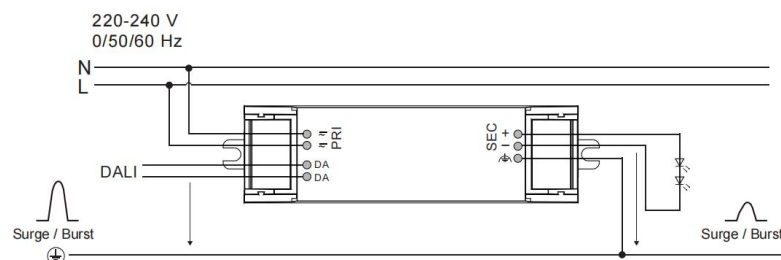 220-240 V
0/50/60 Hz
N
L
PRI
SEC
+
−
DA
DA
DALI
Surge / Burst
Surge / Burst